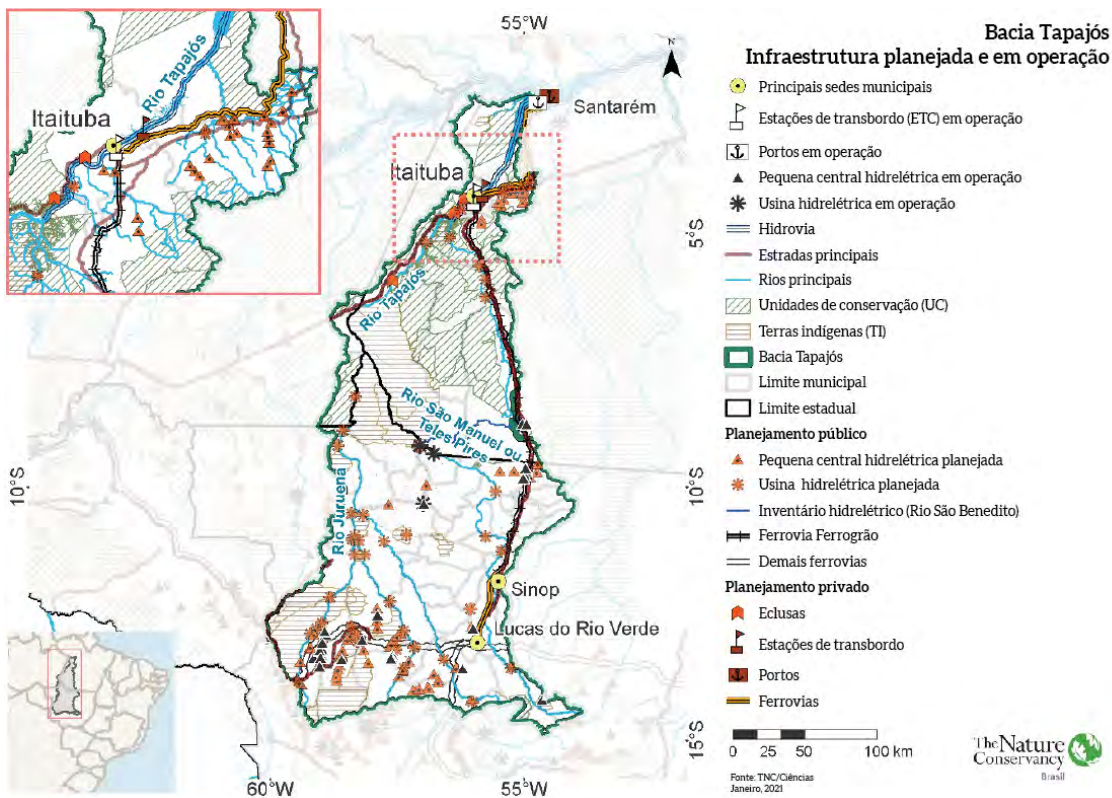 Bacia Tapajós
Infraestrutura planejada e em operação
Principais sedes municipais
Estações de transbordo (ETC) em operação
Portos em operação
Pequena central hidrelétrica em operação
Usina hidrelétrica em operação
Hidrovia
Estradas principais
Rios principais
Unidades de conservação (UC)
Terras indígenas (TI)
Bacia Tapajós
Limite municipal
Limite estadual
Planejamento público
Pequena central hidrelétrica planejada
Usina hidrelétrica planejada
Inventário hidrelétrico (Rio São Benedito)
Ferrovia Ferrogrão
Demais ferrovias
Planejamento privado
Eclusas
Estações de transbordo
Portos
Ferrovias
0 25 50 100 km
Fonte: TNC/Ciências
Janeiro, 2021
The Nature
Conservancy
Brasil
Itaituba
Rio Tapajós
55°W
N
Santarém
Itaituba
5°S
Rio Tapajós
Rio São Manuel ou
Teles Pires
10°S
10°S
Rio Juruena
Sinop
Lucas do Rio Verde
15°S
60°W
55°W